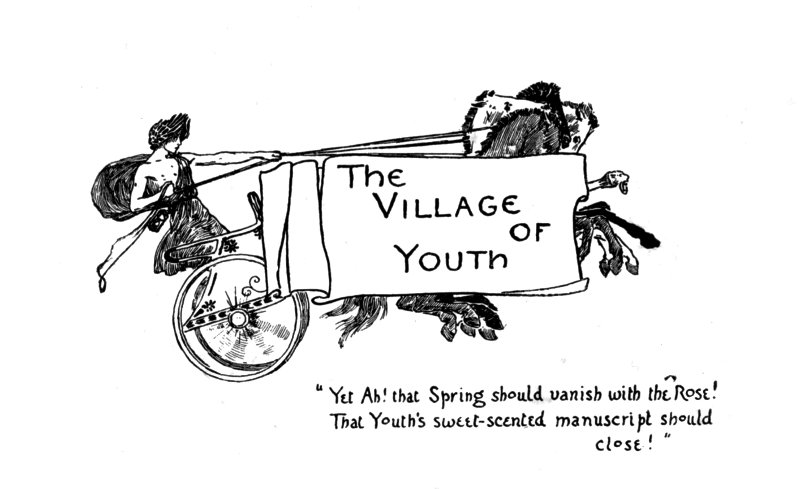 The
Village
of
Youth
"Yet Ah! that Spring should vanish with the Rose!
That Youth's sweet-scented manuscript should
close!"